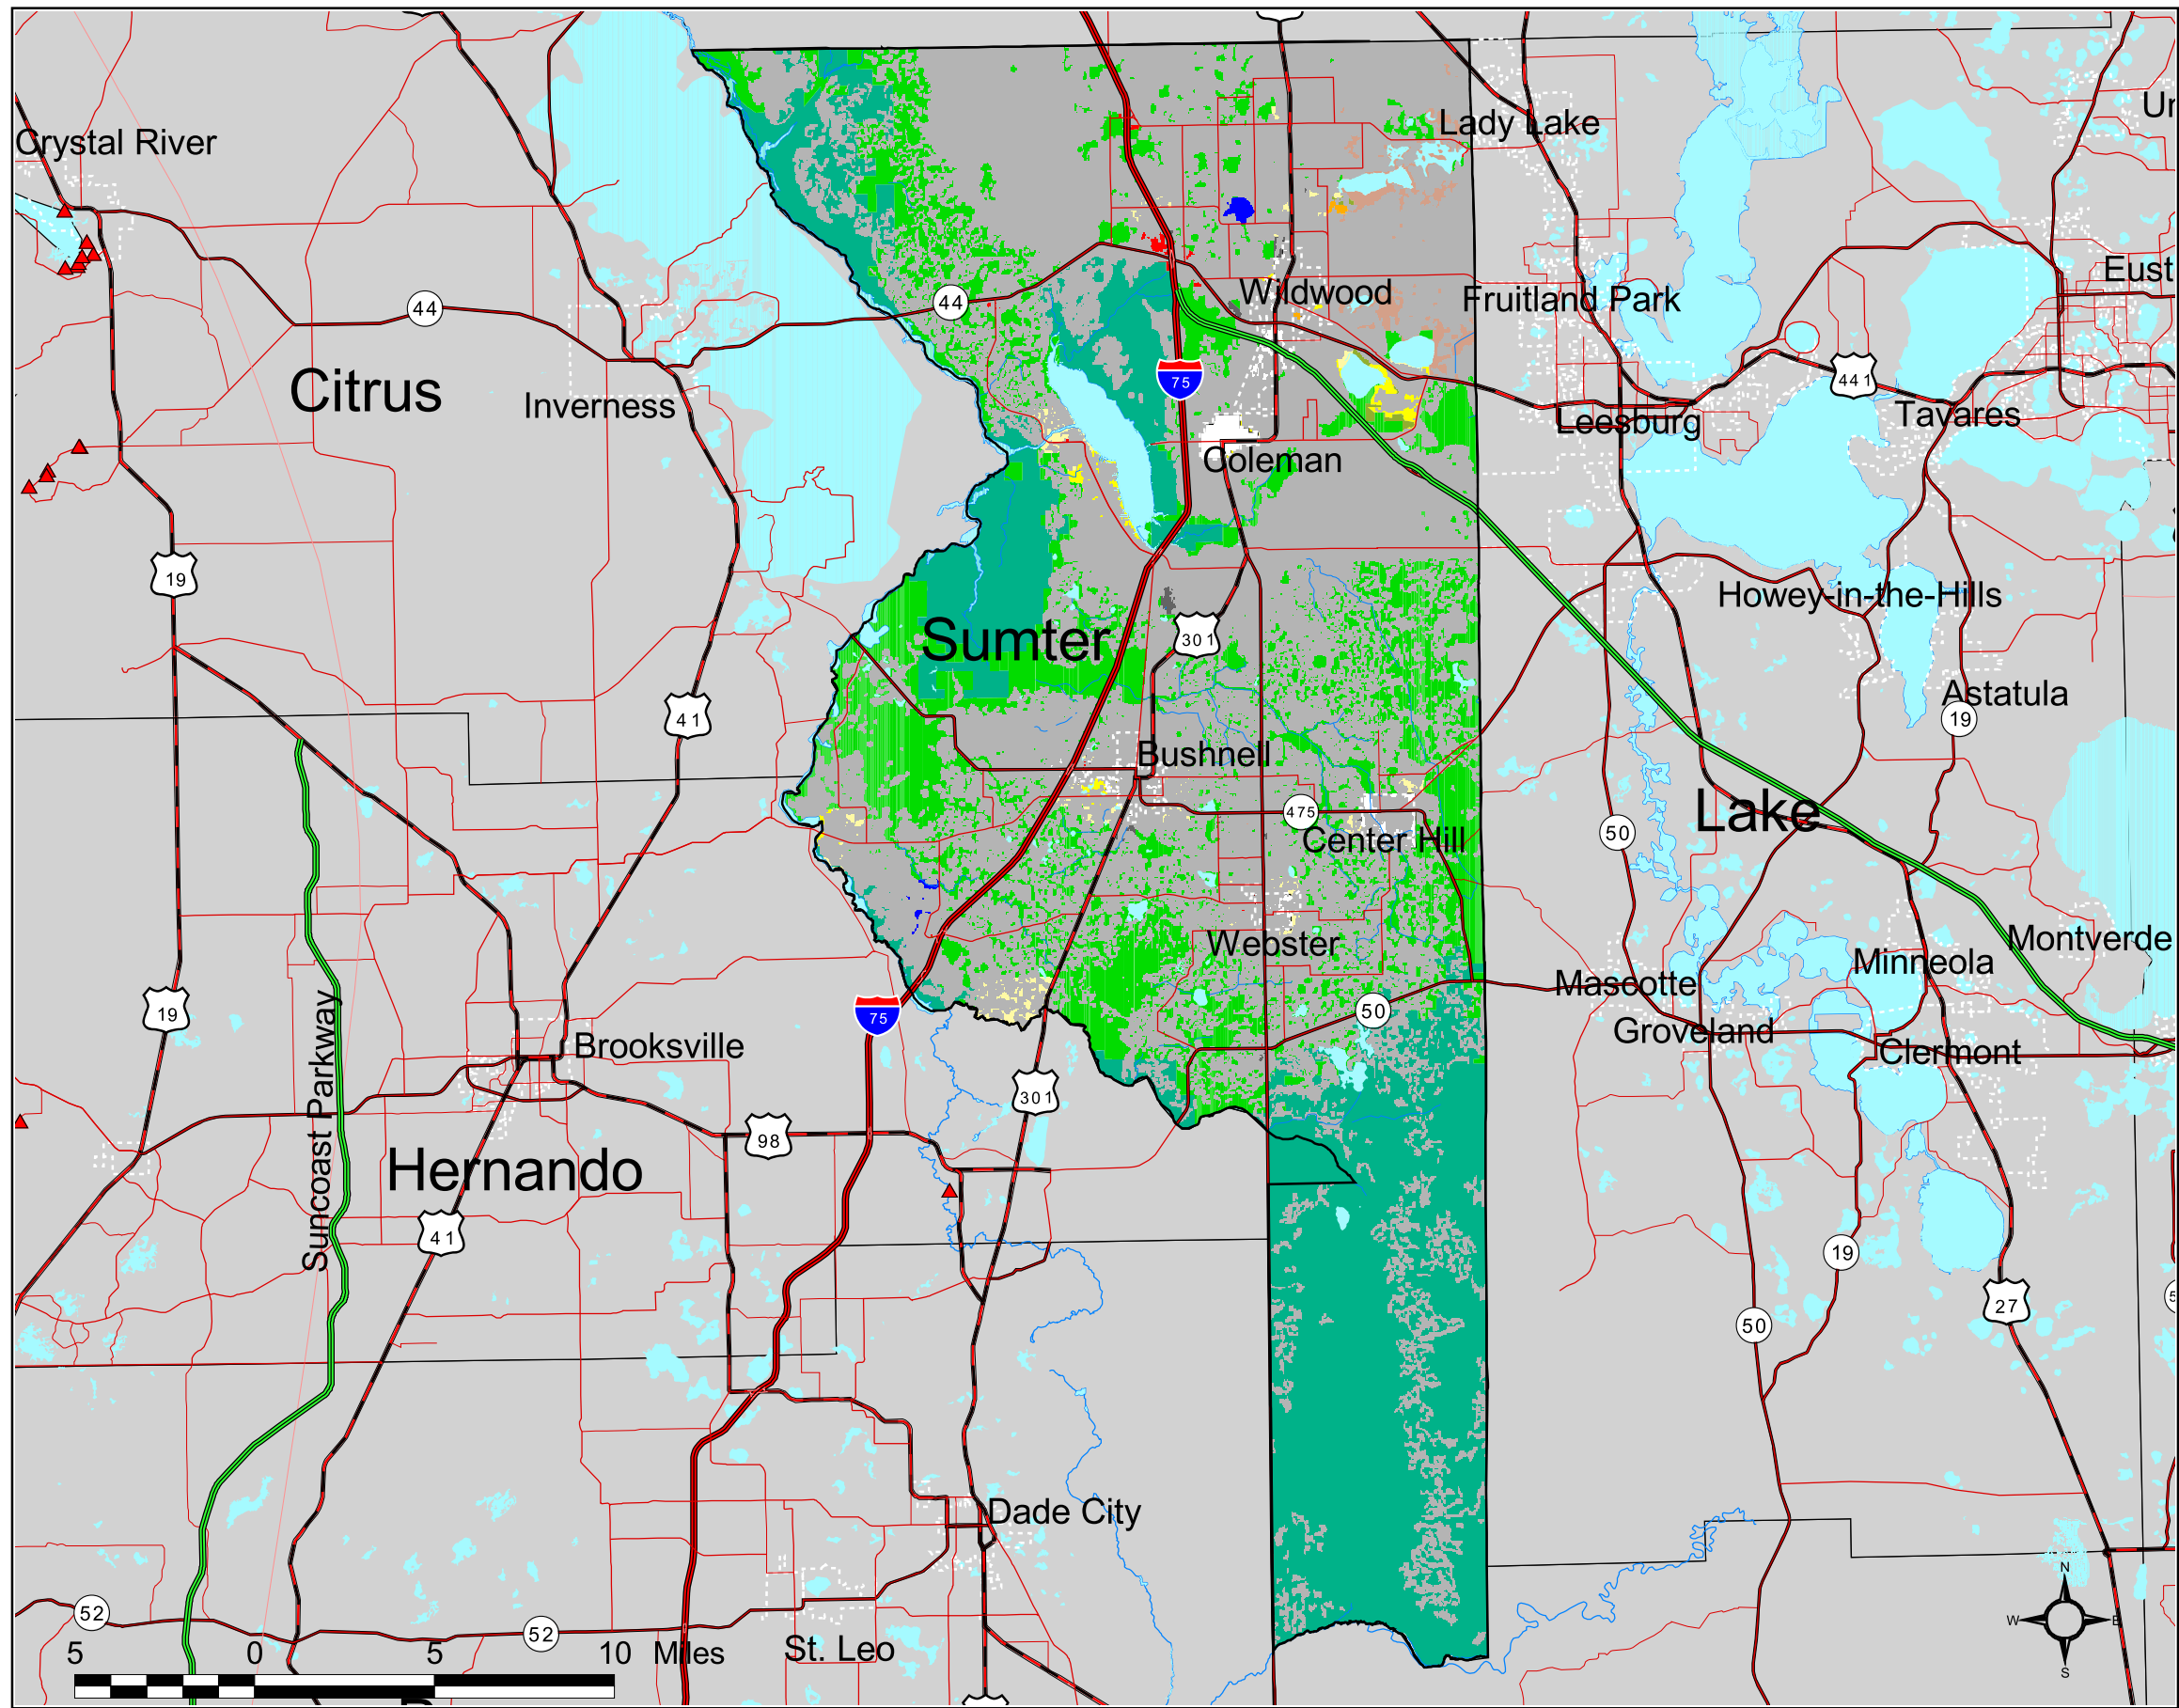 Ur
Lady Lake
Crystal River
Eust
Wildwood
Fruitland Park
44
44
75
441
Citrus
Inverness
Leesburg
Tavares
Coleman
19
Howey-in-the-Hills
Sumter
301
Astatula
41
19
Bushnell
Lake
475
50
Center Hill
Webster
Montverde
Minneola
Mascotte
19
75
50
Groveland
Brooksville
Clermont
Suncoast Parkway
301
98
Hernando
41
19
27
50
Dade City
N
W
E
S
52
52
St. Leo
5 0 5 10 Miles